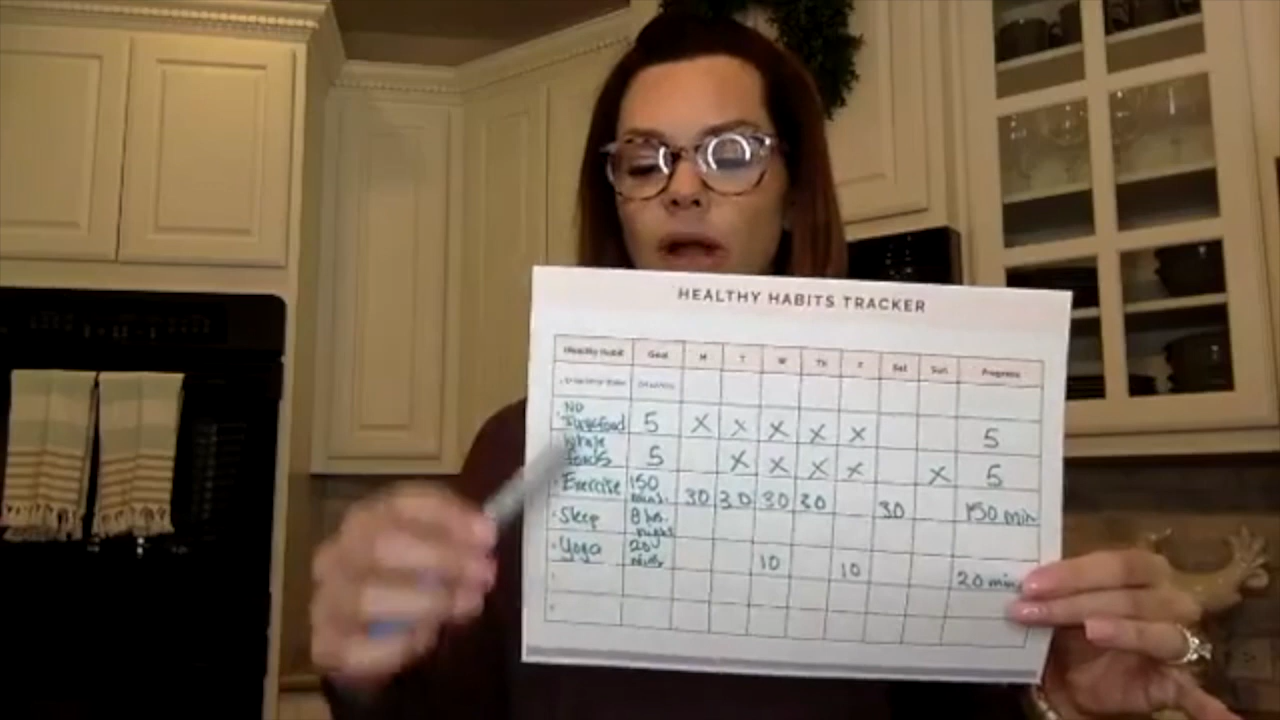 HEALTHY HABITS TRACKER
Healthy Habit Goal M T W TH F Sat Sun Progress
No
Junk food 5 X X X X X 5
Whole
foods 5 X X X X X 5
Exercise 150 mins. 30 30 30 30 30 150 min
Sleep 8 hrs. night
Yoga 20 mins 10 10 20 min